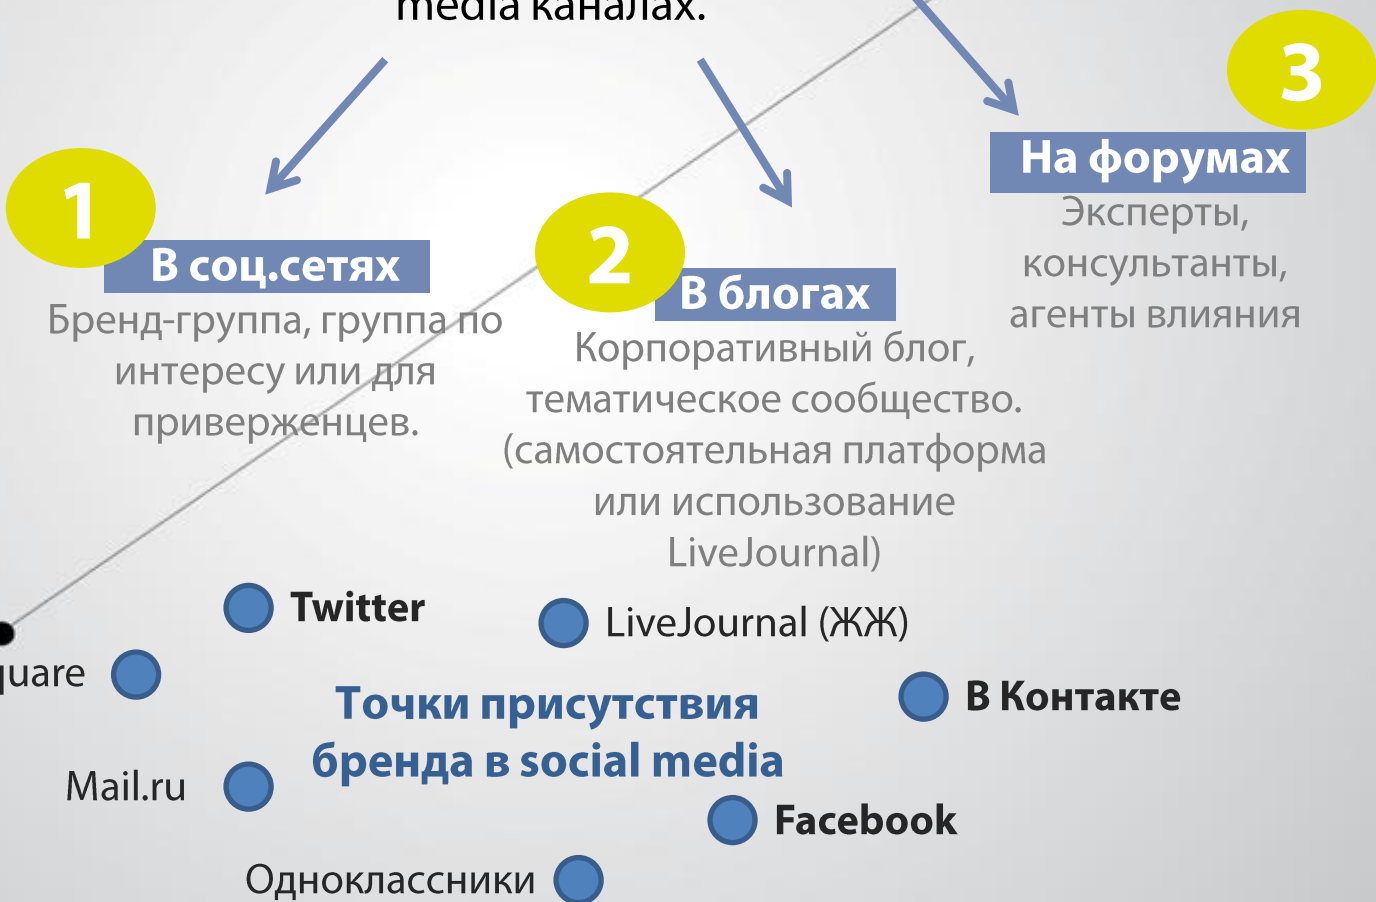 media каналах.
3
На форумах
Эксперты,
консультанты,
агенты влияния
1
В соц.сетях
Бренд-группа, группа по
интересу или для
приверженцев.
2
В блогах
Корпоративный блог,
тематическое сообщество.
(самостоятельная платформа
или использование
LiveJournal)
Twitter
LiveJournal (ЖЖ)
В Контакте
Точки присутствия
бренда в social media
Mail.ru
Facebook
Одноклассники